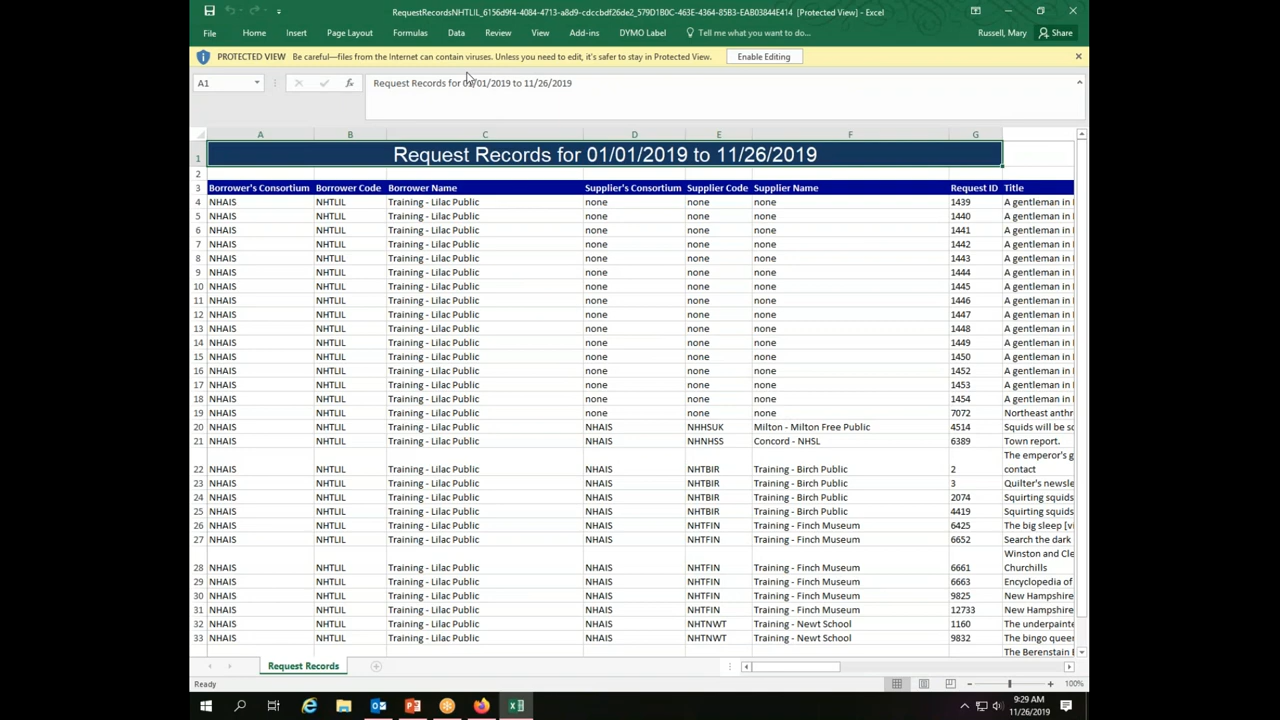 RequestRecordsNHTLIL_6156d9f4-4084-4713-a8d9-cdccbdf26de2_579D1B0C-463E-4364-85B3-EAB03844E414 [Protected View] - Excel
File Home Insert Page Layout Formulas Data Review View Add-ins DYMO Label Tell me what you want to do... Russell, Mary Share
PROTECTED VIEW Be careful—files from the Internet can contain viruses. Unless you need to edit, it's safer to stay in Protected View. Enable Editing
A1 fx Request Records for 01/01/2019 to 11/26/2019
A B C D E F G
1 Request Records for 01/01/2019 to 11/26/2019
2
3 Borrower's Consortium Borrower Code Borrower Name Supplier's Consortium Supplier Code Supplier Name Request ID Title
4 NHAIS NHTLIL Training - Lilac Public none none none 1439 A gentleman in
5 NHAIS NHTLIL Training - Lilac Public none none none 1440 A gentleman in
6 NHAIS NHTLIL Training - Lilac Public none none none 1441 A gentleman in
7 NHAIS NHTLIL Training - Lilac Public none none none 1442 A gentleman in
8 NHAIS NHTLIL Training - Lilac Public none none none 1443 A gentleman in
9 NHAIS NHTLIL Training - Lilac Public none none none 1444 A gentleman in
10 NHAIS NHTLIL Training - Lilac Public none none none 1445 A gentleman in
11 NHAIS NHTLIL Training - Lilac Public none none none 1446 A gentleman in
12 NHAIS NHTLIL Training - Lilac Public none none none 1447 A gentleman in
13 NHAIS NHTLIL Training - Lilac Public none none none 1448 A gentleman in
14 NHAIS NHTLIL Training - Lilac Public none none none 1449 A gentleman in
15 NHAIS NHTLIL Training - Lilac Public none none none 1450 A gentleman in
16 NHAIS NHTLIL Training - Lilac Public none none none 1452 A gentleman in
17 NHAIS NHTLIL Training - Lilac Public none none none 1453 A gentleman in
18 NHAIS NHTLIL Training - Lilac Public none none none 1454 A gentleman in
19 NHAIS NHTLIL Training - Lilac Public none none none 7072 Northeast anthr
20 NHAIS NHTLIL Training - Lilac Public NHAIS NHHSUK Milton - Milton Free Public 4514 Squids will be sc
21 NHAIS NHTLIL Training - Lilac Public NHAIS NHNHSS Concord - NHSL 6389 Town report.
The emperor's g
22 NHAIS NHTLIL Training - Lilac Public NHAIS NHTBIR Training - Birch Public 2 contact
23 NHAIS NHTLIL Training - Lilac Public NHAIS NHTBIR Training - Birch Public 3 Quilter's newsle
24 NHAIS NHTLIL Training - Lilac Public NHAIS NHTBIR Training - Birch Public 2074 Squirting squids
25 NHAIS NHTLIL Training - Lilac Public NHAIS NHTBIR Training - Birch Public 4419 Squirting squids
26 NHAIS NHTLIL Training - Lilac Public NHAIS NHTFIN Training - Finch Museum 6425 The big sleep [v
27 NHAIS NHTLIL Training - Lilac Public NHAIS NHTFIN Training - Finch Museum 6652 Search the dark
Winston and Cle
28 NHAIS NHTLIL Training - Lilac Public NHAIS NHTFIN Training - Finch Museum 6661 Churchills
29 NHAIS NHTLIL Training - Lilac Public NHAIS NHTFIN Training - Finch Museum 6663 Encyclopedia of
30 NHAIS NHTLIL Training - Lilac Public NHAIS NHTFIN Training - Finch Museum 9825 New Hampshire
31 NHAIS NHTLIL Training - Lilac Public NHAIS NHTFIN Training - Finch Museum 12733 New Hampshire
32 NHAIS NHTLIL Training - Lilac Public NHAIS NHTNWT Training - Newt School 1160 The underpainte
33 NHAIS NHTLIL Training - Lilac Public NHAIS NHTNWT Training - Newt School 9832 The bingo queen
The Berenstain B
Request Records
Ready 100%
9:29 AM
11/26/2019